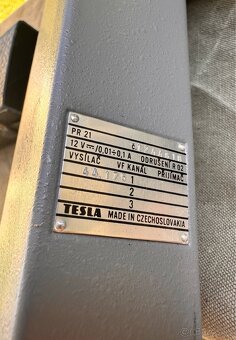 PR 21 č.
12 V⎓/0,01÷0,1 A ODRUŠENÍ R 02
VYSÍLAČ VF KANÁL PŘIJÍMAČ
1
2
3
TESLA MADE IN CZECHOSLOVAKIA